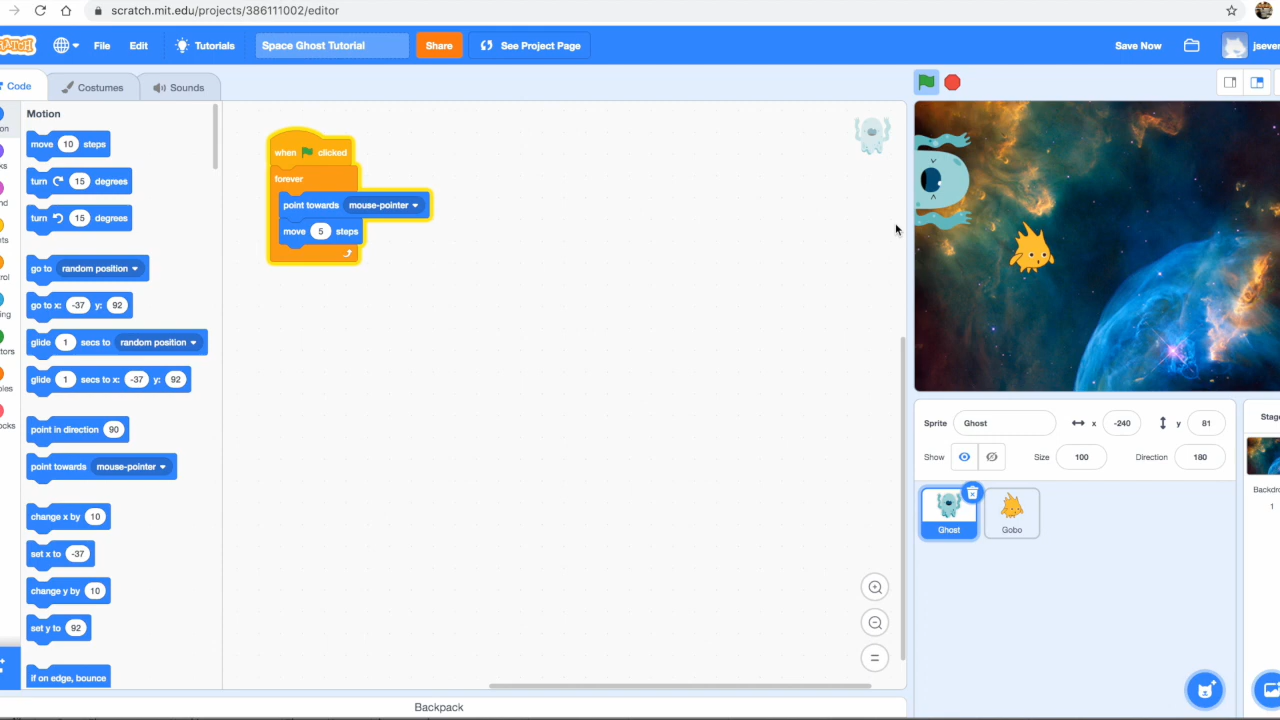 scratch.mit.edu/projects/386111002/editor
File Edit Tutorials Space Ghost Tutorial Share See Project Page Save Now
Code Costumes Sounds
Motion
move 10 steps
turn 15 degrees
turn 15 degrees
go to random position
go to x: -37 y: 92
glide 1 secs to random position
glide 1 secs to x: -37 y: 92
point in direction 90
point towards mouse-pointer
change x by 10
set x to -37
change y by 10
set y to 92
if on edge, bounce
when clicked
forever
point towards mouse-pointer
move 5 steps
Sprite Ghost x -240 y 81
Show Size 100 Direction 180
Ghost Gobo
1
Backpack